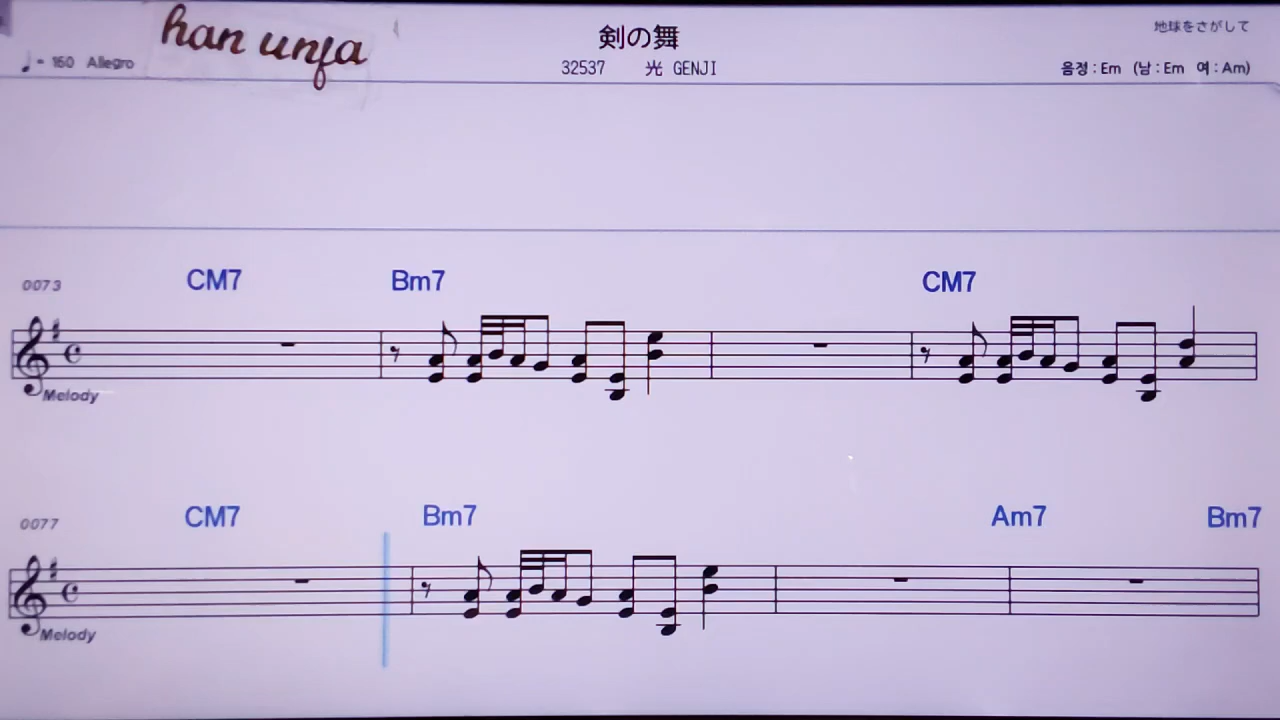 han unfa
剣の舞
地球をさがして
♩= 160 Allegro
32537 光 GENJI
음정 : Em (남 : Em 여 : Am)
0073 CM7 Bm7 CM7
Melody
0077 CM7 Bm7 Am7 Bm7
Melody